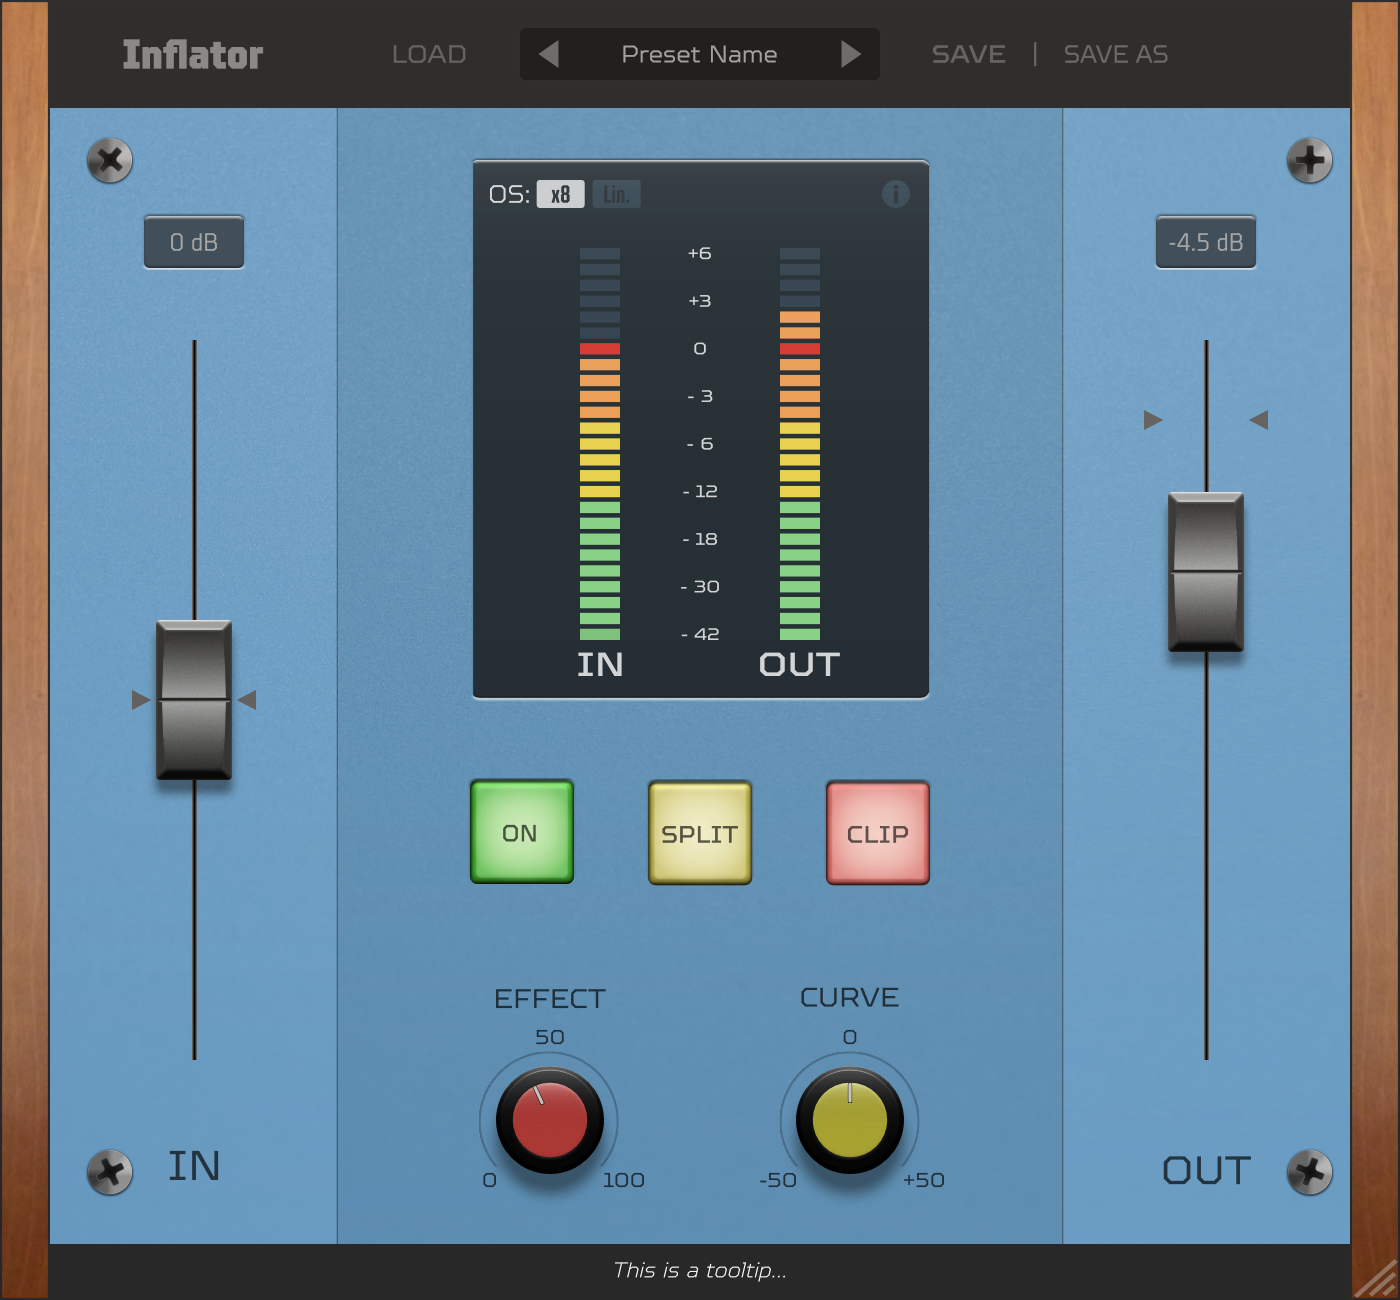 Inflator
LOAD
Preset Name
SAVE | SAVE AS
OS: x8 Lin. i
0 dB
-4.5 dB
+6
+3
0
- 3
- 6
- 12
- 18
- 30
- 42
IN
OUT
ON
SPLIT
CLIP
EFFECT
CURVE
50
0
0
100
-50
+50
IN
OUT
This is a tooltip...